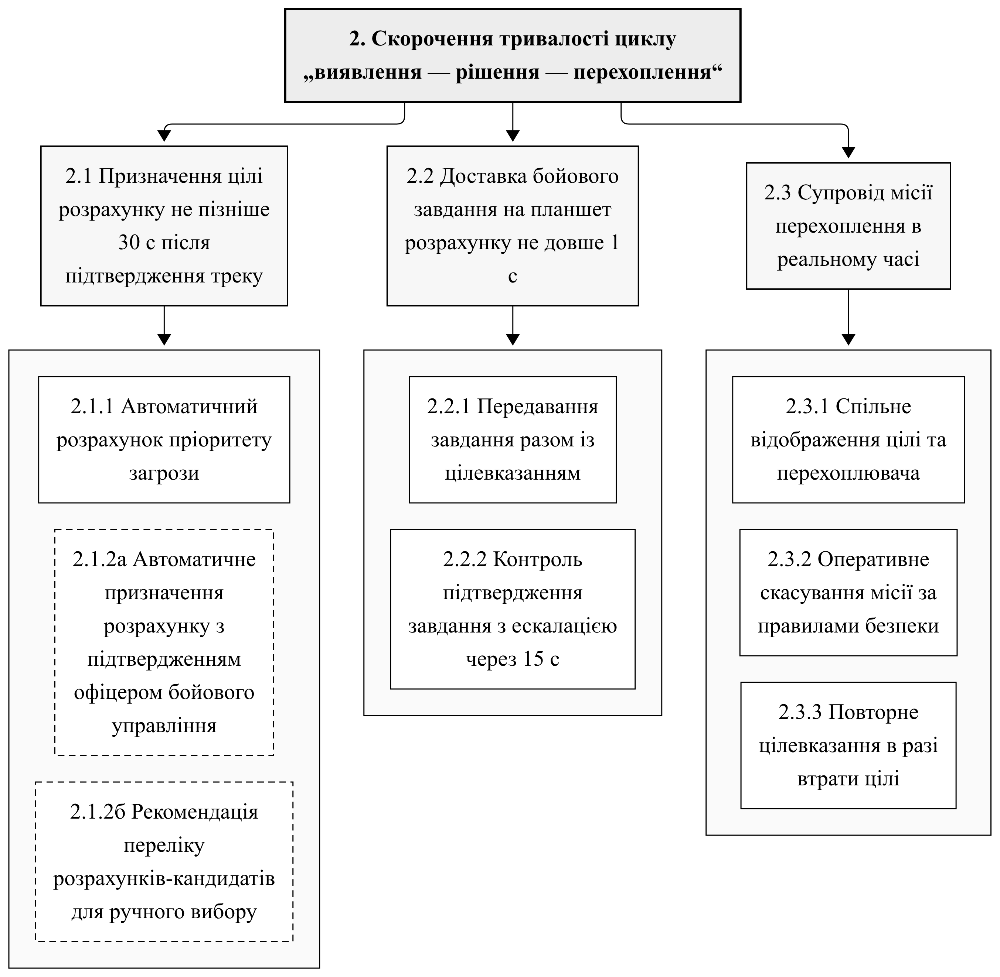 2. Скорочення тривалості циклу
„виявлення — рішення — перехоплення“
2.1 Призначення цілі
розрахунку не пізніше
30 с після
підтвердження треку
2.2 Доставка бойового
завдання на планшет
розрахунку не довше 1
с
2.3 Супровід місії
перехоплення в
реальному часі
2.1.1 Автоматичний
розрахунок пріоритету
загрози
2.1.2а Автоматичне
призначення
розрахунку з
підтвердженням
офіцером бойового
управління
2.1.2б Рекомендація
переліку
розрахунків-кандидатів
для ручного вибору
2.2.1 Передавання
завдання разом із
цілевказанням
2.2.2 Контроль
підтвердження
завдання з ескалацією
через 15 с
2.3.1 Спільне
відображення цілі та
перехоплювача
2.3.2 Оперативне
скасування місії за
правилами безпеки
2.3.3 Повторне
цілевказання в разі
втрати цілі